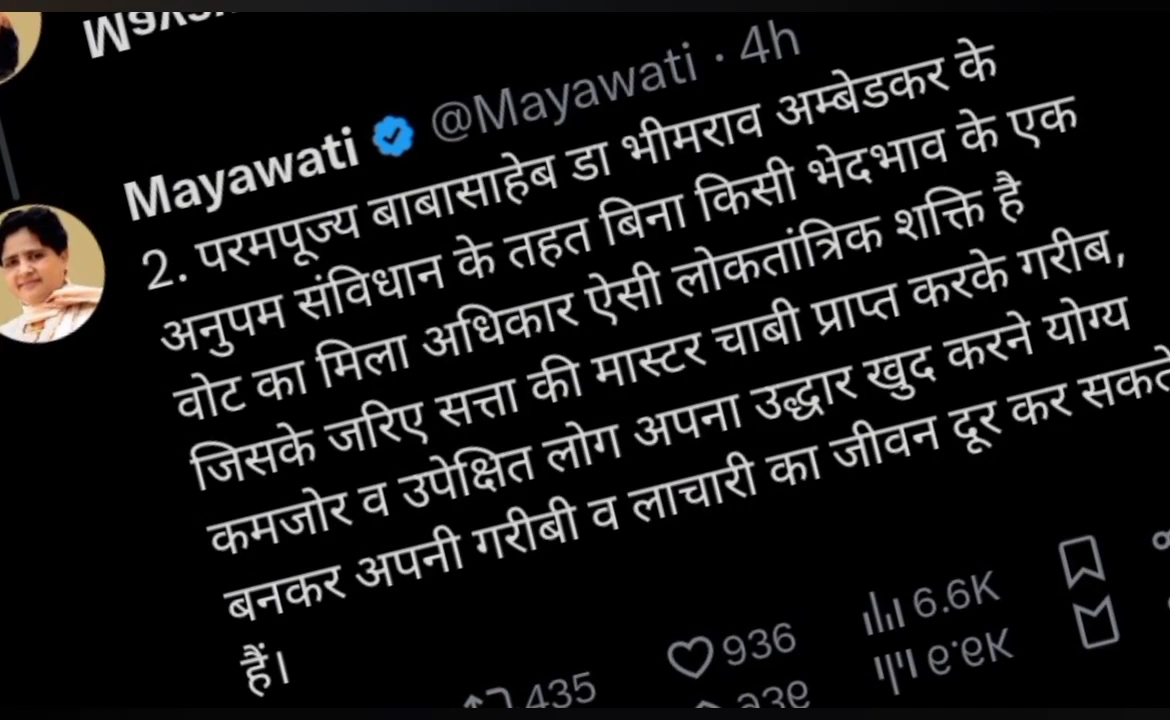 Mayawati @Mayawati · 4h
2. परमपूज्य बाबासाहेब डा भीमराव अम्बेडकर के
अनुपम संविधान के तहत बिना किसी भेदभाव के एक
वोट का मिला अधिकार ऐसी लोकतांत्रिक शक्ति है
जिसके जरिए सत्ता की मास्टर चाबी प्राप्त करके गरीब,
कमजोर व उपेक्षित लोग अपना उद्धार खुद करने योग्य
बनकर अपनी गरीबी व लाचारी का जीवन दूर कर सकते
हैं।
435 936 6.6K